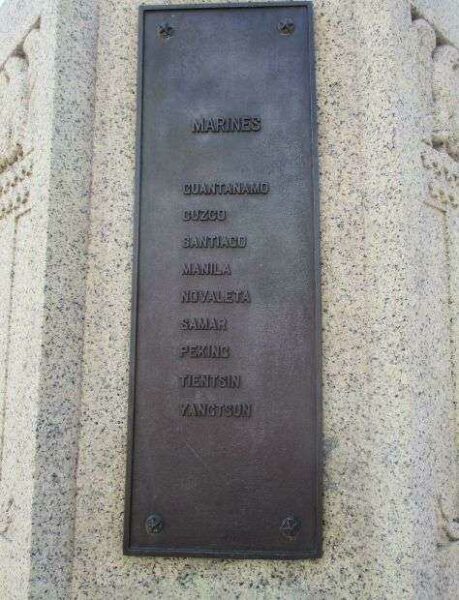 MARINES
GUANTANAMO
CUZCO
SANTIAGO
MANILA
NOVALETA
SAMAR
PEKING
TIENTSIN
YANGTSUN